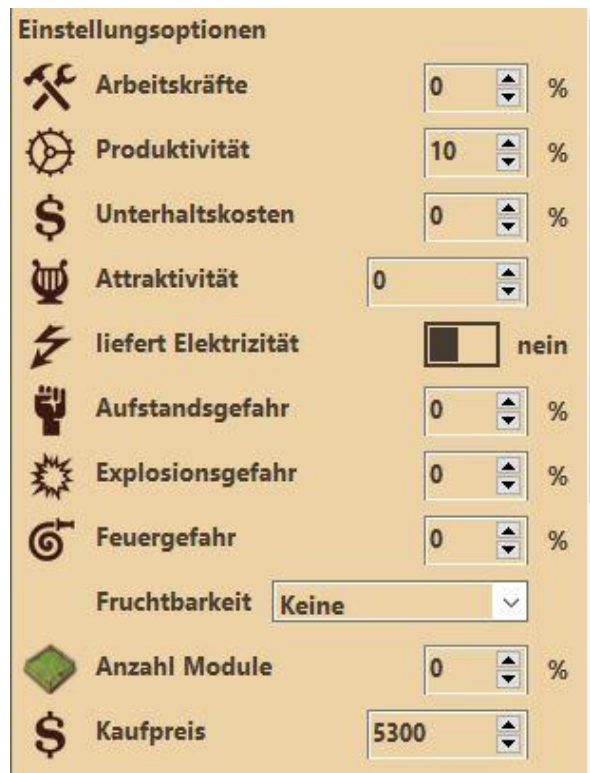 Einstellungsoptionen
Arbeitskräfte 0 %
Produktivität 10 %
Unterhaltskosten 0 %
Attraktivität 0
liefert Elektrizität nein
Aufstandsgefahr 0 %
Explosionsgefahr 0 %
Feuergefahr 0 %
Fruchtbarkeit Keine
Anzahl Module 0 %
Kaufpreis 5300